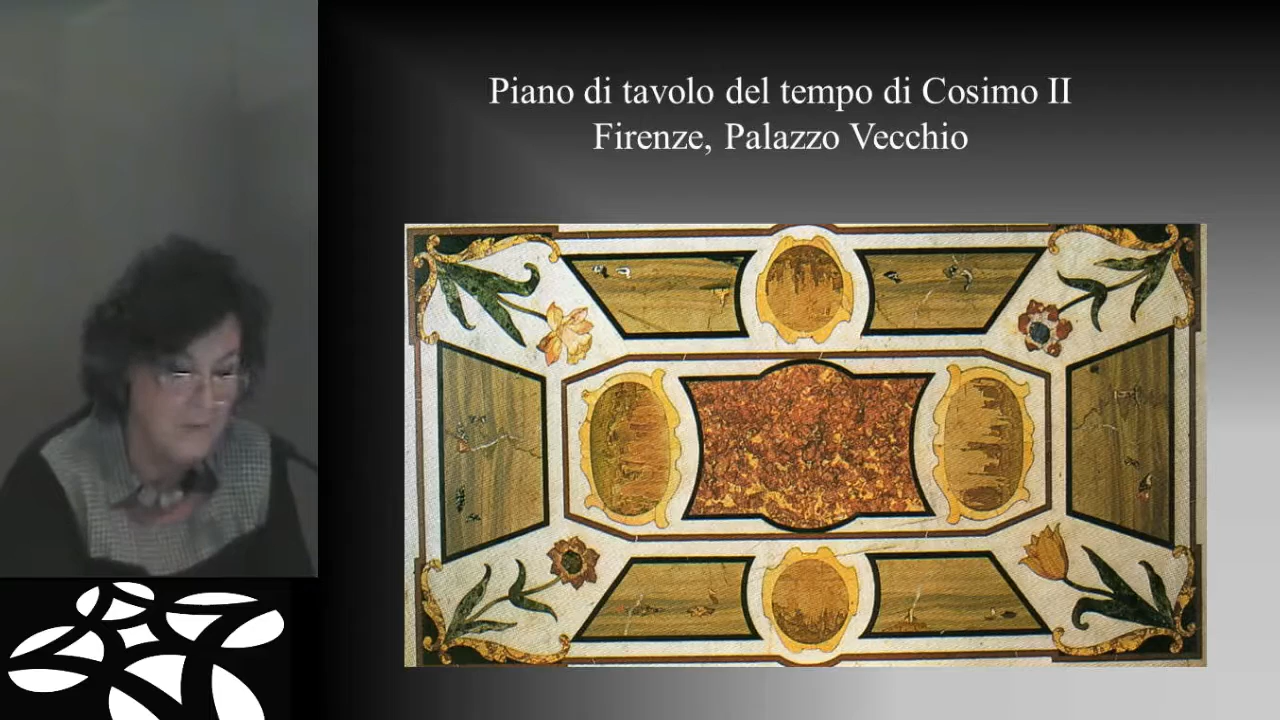 Piano di tavolo del tempo di Cosimo II
Firenze, Palazzo Vecchio